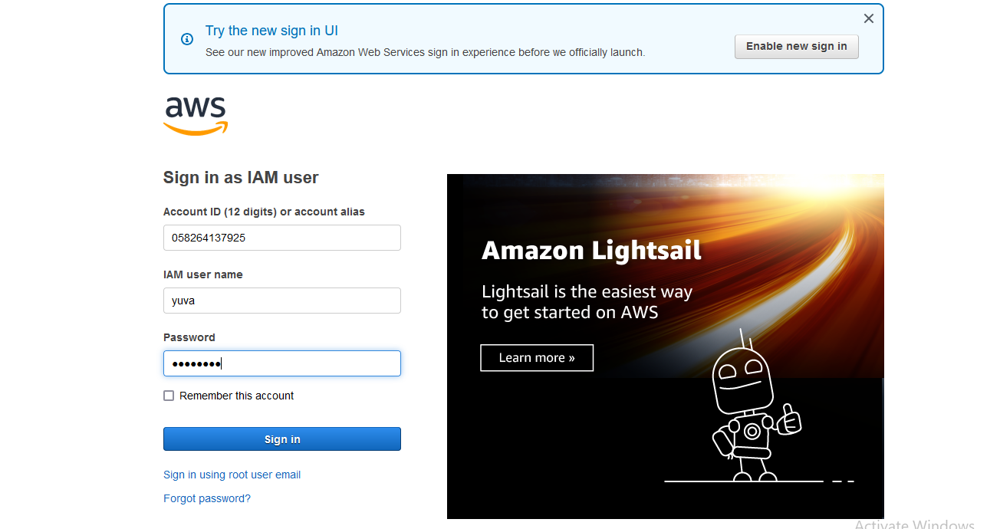 Try the new sign in UI
See our new improved Amazon Web Services sign in experience before we officially launch.
Enable new sign in
aws
Sign in as IAM user
Account ID (12 digits) or account alias
058264137925
IAM user name
yuva
Password
••••••••
Remember this account
Sign in
Sign in using root user email
Forgot password?
Amazon Lightsail
Lightsail is the easiest way
to get started on AWS
Learn more »
Activate Windows